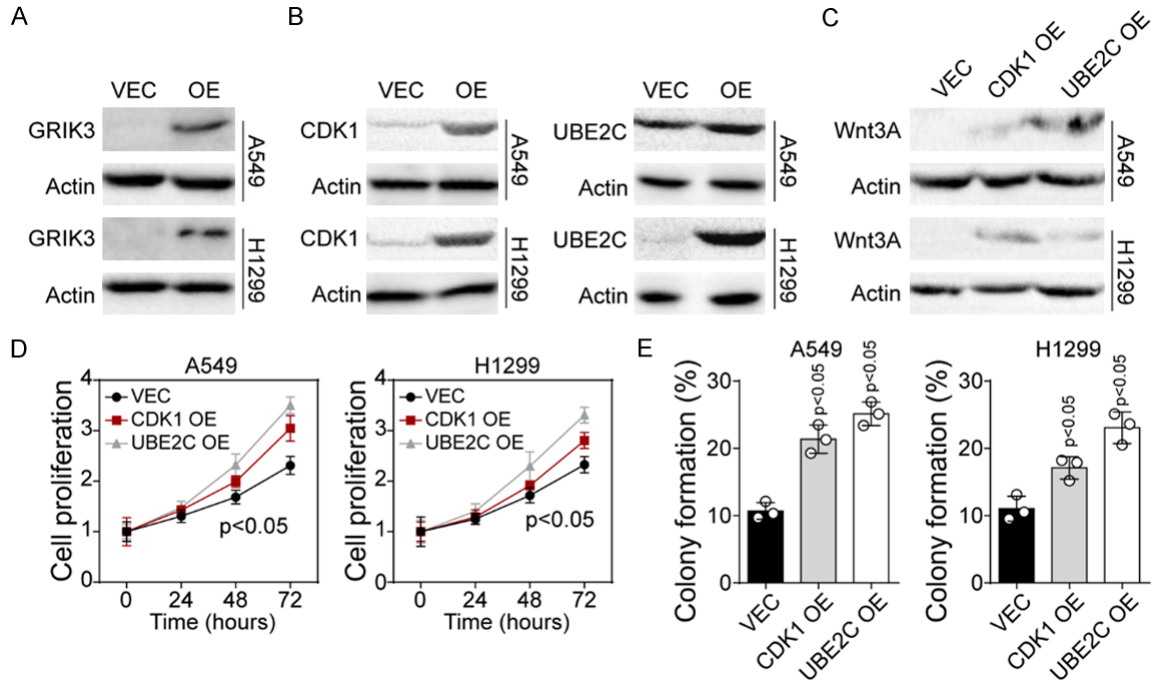 A
B
C
VEC OE
GRIK3
Actin
A549
GRIK3
Actin
H1299
VEC OE
CDK1
Actin
A549
CDK1
Actin
H1299
VEC OE
UBE2C
Actin
A549
UBE2C
Actin
H1299
VEC
CDK1 OE
UBE2C OE
Wnt3A
Actin
A549
Wnt3A
Actin
H1299
D
A549
Cell proliferation
4
3
2
1
0
VEC
CDK1 OE
UBE2C OE
p<0.05
0 24 48 72
Time (hours)
H1299
Cell proliferation
4
3
2
1
0
VEC
CDK1 OE
UBE2C OE
p<0.05
0 24 48 72
Time (hours)
E
A549
Colony formation (%)
30
20
10
0
p<0.05
p<0.05
VEC
CDK1 OE
UBE2C OE
H1299
Colony formation (%)
30
20
10
0
p<0.05
p<0.05
VEC
CDK1 OE
UBE2C OE